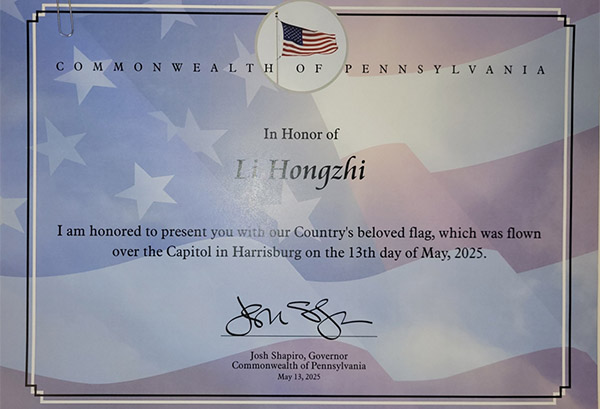 COMMONWEALTH OF PENNSYLVANIA
In Honor of
Li Hongzhi
I am honored to present you with our Country's beloved flag, which was flown
over the Capitol in Harrisburg on the 13th day of May, 2025.
Josh Shapiro, Governor
Commonwealth of Pennsylvania
May 13, 2025